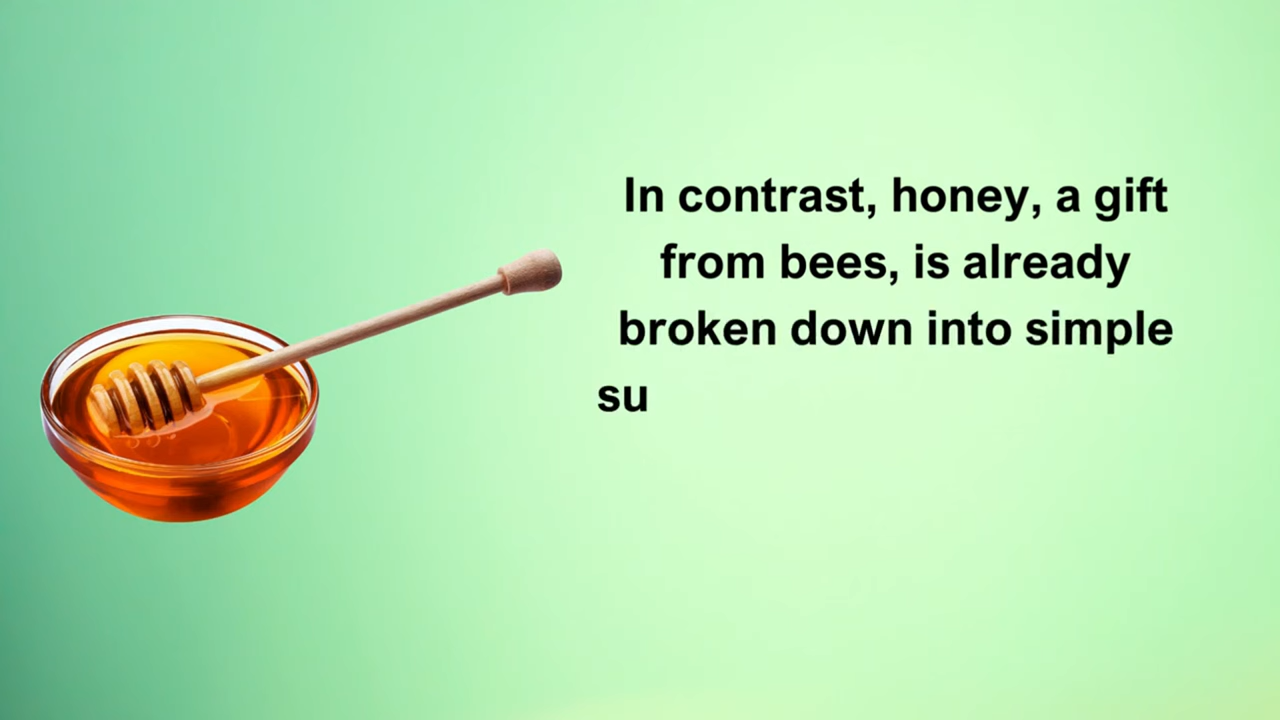 In contrast, honey, a gift
from bees, is already
broken down into simple
su